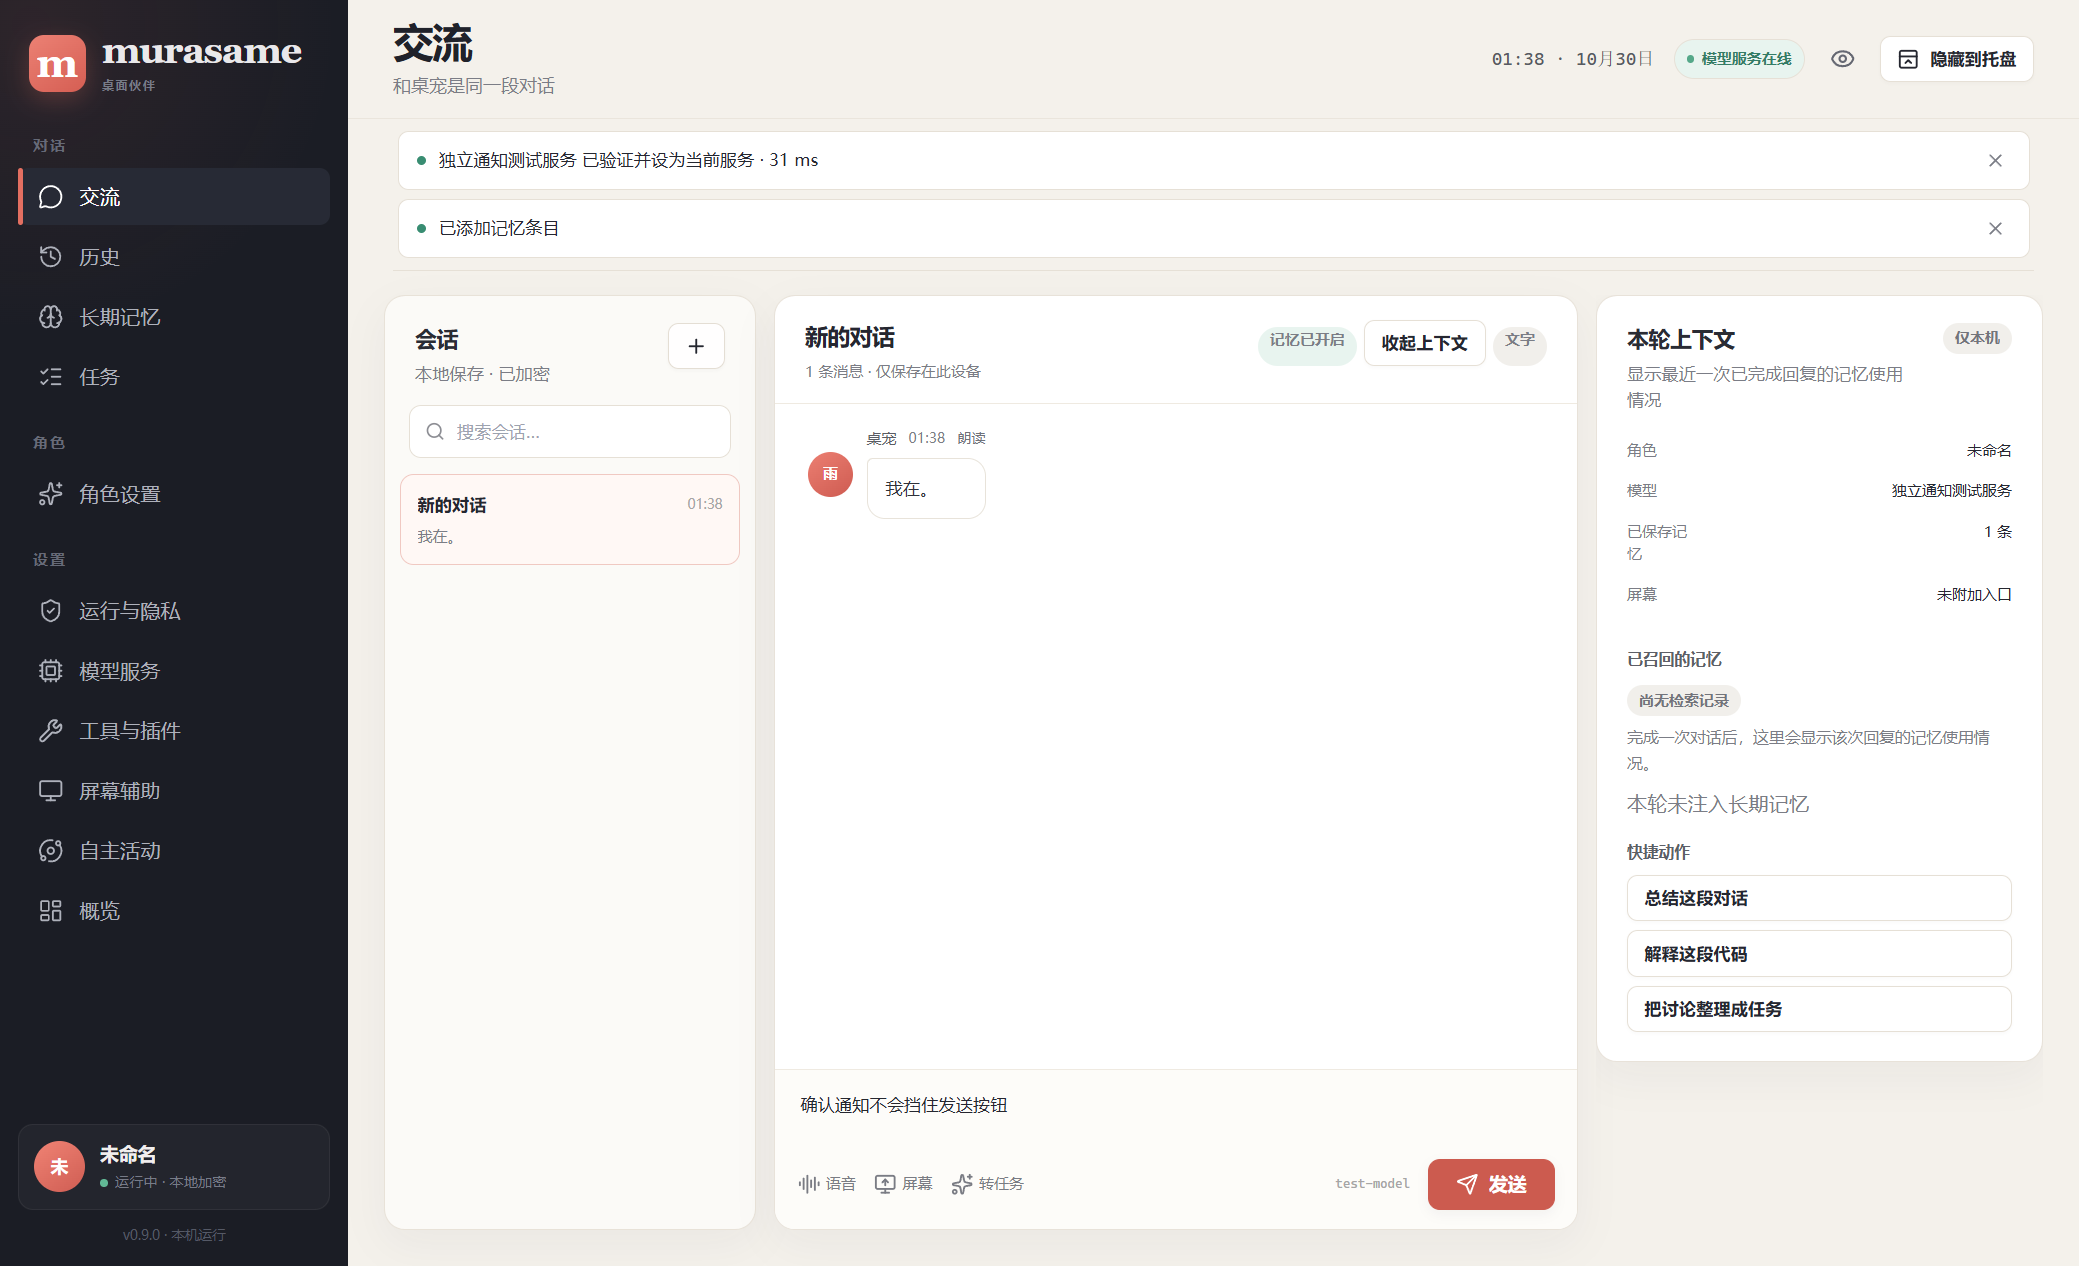 m
murasame
桌面伙伴
对话
交流
历史
长期记忆
任务
角色
角色设置
设置
运行与隐私
模型服务
工具与插件
屏幕辅助
自主活动
概览
未
未命名
运行中 · 本地加密
v0.9.0 · 本机运行
交流
和桌宠是同一段对话
01:38 · 10月30日
模型服务在线
隐藏到托盘
独立通知测试服务 已验证并设为当前服务 · 31 ms
已添加记忆条目
会话
本地保存 · 已加密
搜索会话...
新的对话
01:38
我在。
新的对话
1 条消息 · 仅保存在此设备
记忆已开启
收起上下文
文字
桌宠 01:38 朗读
雨
我在。
确认通知不会挡住发送按钮
语音
屏幕
转任务
test-model
发送
本轮上下文
仅本机
显示最近一次已完成回复的记忆使用
情况
角色
未命名
模型
独立通知测试服务
已保存记
忆
1 条
屏幕
未附加入口
已召回的记忆
尚无检索记录
完成一次对话后，这里会显示该次回复的记忆使用情
况。
本轮未注入长期记忆
快捷动作
总结这段对话
解释这段代码
把讨论整理成任务